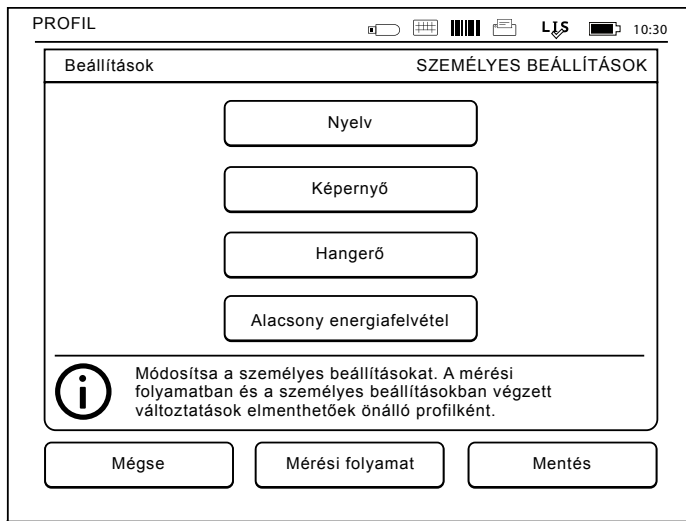 PROFIL
LIS 10:30
Beállítások SZEMÉLYES BEÁLLÍTÁSOK
Nyelv
Képernyő
Hangerő
Alacsony energiafelvétel
Módosítsa a személyes beállításokat. A mérési
folyamatban és a személyes beállításokban végzett
változtatások elmenthetőek önálló profilként.
Mégse Mérési folyamat Mentés